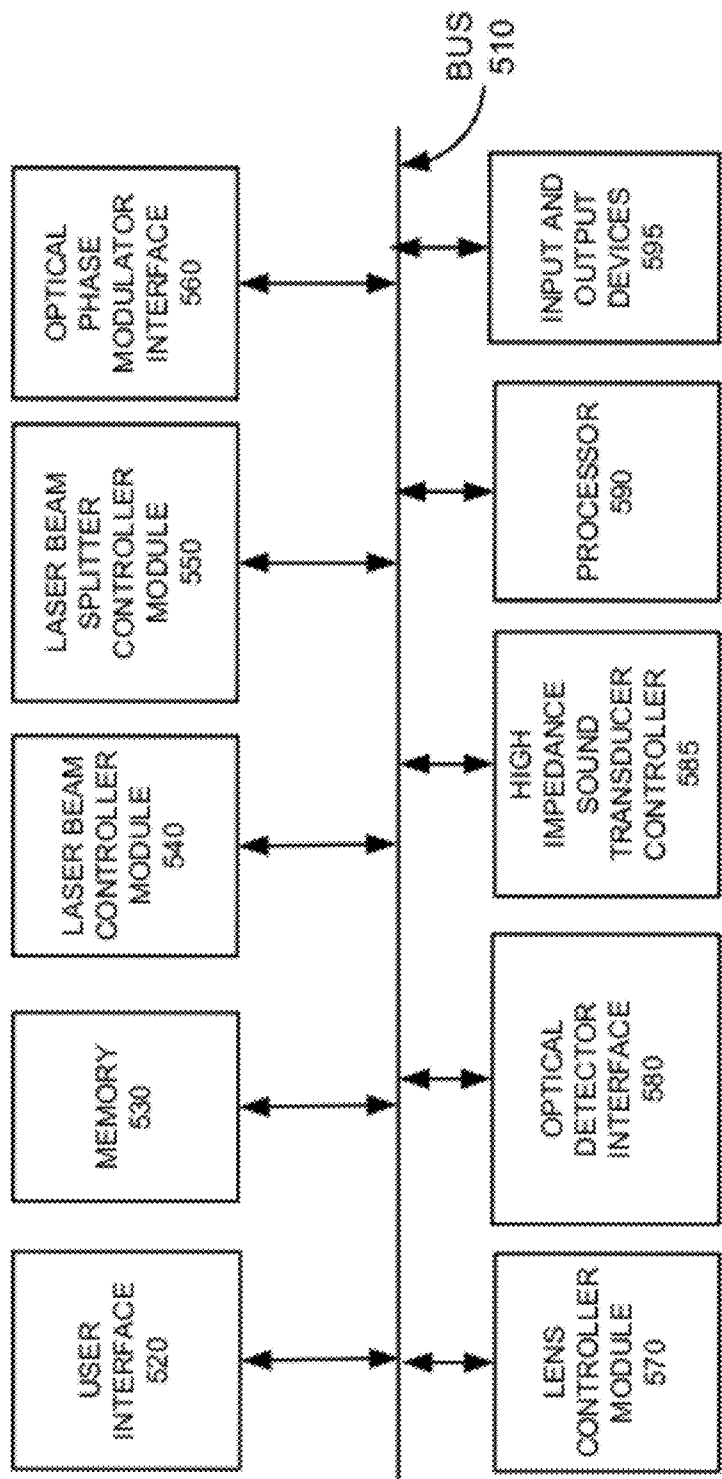 USER
INTERFACE
520
MEMORY
530
LASER BEAM
CONTROLLER
MODULE
540
LASER BEAM
SPLITTER
CONTROLLER
MODULE
550
OPTICAL
PHASE
MODULATOR
INTERFACE
560
BUS
510
LENS
CONTROLLER
MODULE
570
OPTICAL
DETECTOR
INTERFACE
580
HIGH
IMPEDANCE
SOUND
TRANSDUCER
CONTROLLER
585
PROCESSOR
590
INPUT AND
OUTPUT
DEVICES
595